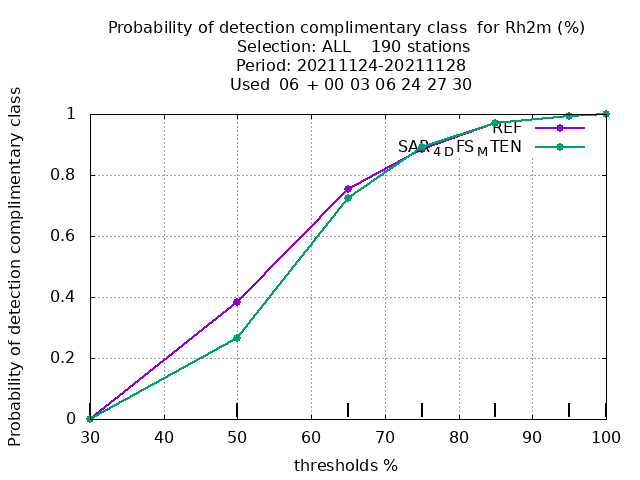 Probability of detection complimentary class for Rh2m (%)
Selection: ALL 190 stations
Period: 20211124-20211128
Used 06 + 00 03 06 24 27 30
Probability of detection complimentary class
1
0.8
0.6
0.4
0.2
0
REF
SAR4DFSMTEN
30 40 50 60 70 80 90 100
thresholds %